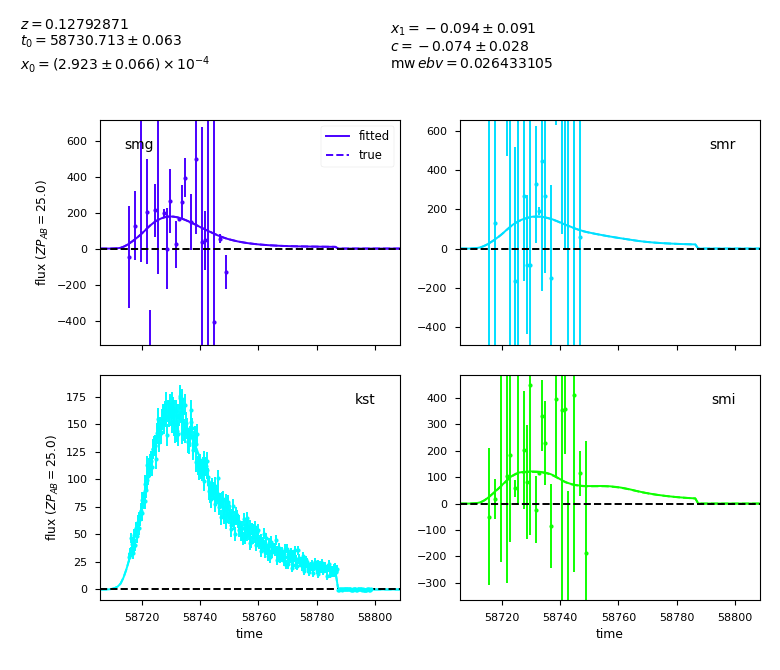 z = 0.12792871
t₀ = 58730.713 ± 0.063
x₀ = (2.923 ± 0.066) × 10⁻⁴
x₁ = −0.094 ± 0.091
c = −0.074 ± 0.028
mw ebv = 0.026433105
smg
fitted
true
600
400
200
0
−200
−400
flux (ZP_AB = 25.0)
smr
600
400
200
0
−200
−400
kst
175
150
125
100
75
50
25
0
flux (ZP_AB = 25.0)
58720 58740 58760 58780 58800
time
smi
400
300
200
100
0
−100
−200
−300
58720 58740 58760 58780 58800
time